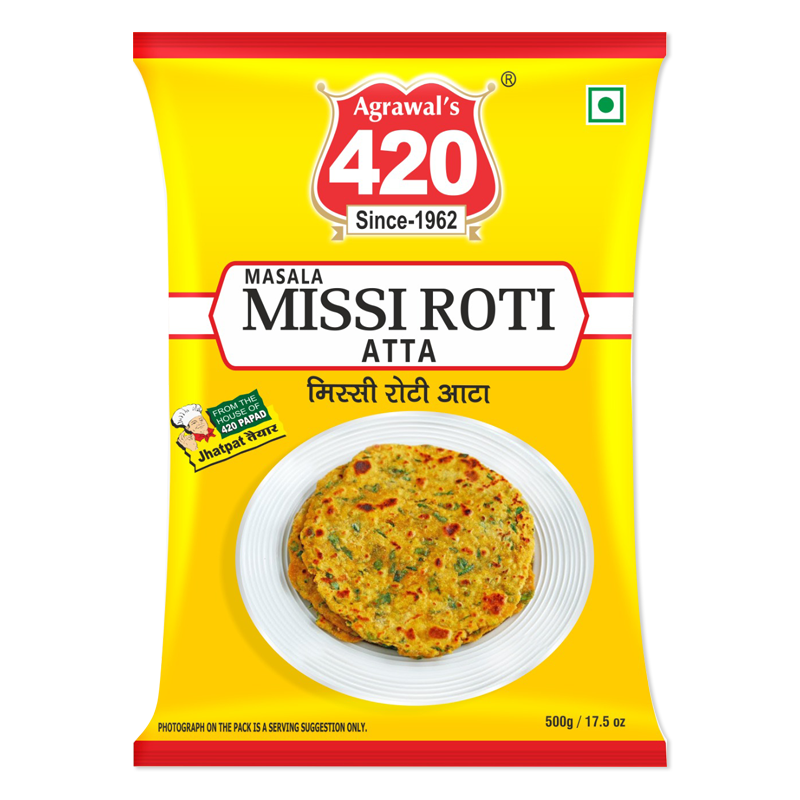 Agrawal's
®
420
Since-1962
MASALA
MISSI ROTI
ATTA
मिस्सी रोटी आटा
FROM THE
HOUSE OF
420 PAPAD
Jhatpat तैयार
PHOTOGRAPH ON THE PACK IS A SERVING SUGGESTION ONLY.
500g / 17.5 oz